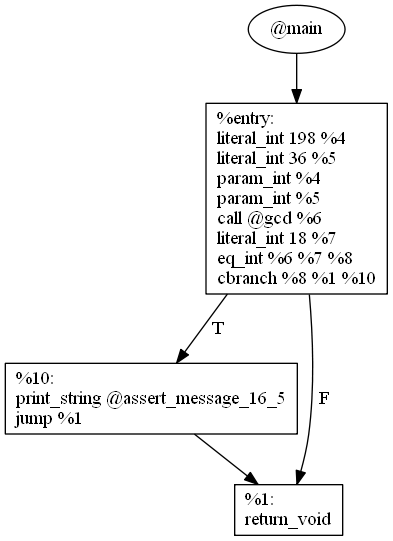 @main
%entry:
literal_int 198 %4
literal_int 36 %5
param_int %4
param_int %5
call @gcd %6
literal_int 18 %7
eq_int %6 %7 %8
cbranch %8 %1 %10
T
F
%10:
print_string @assert_message_16_5
jump %1
%1:
return_void